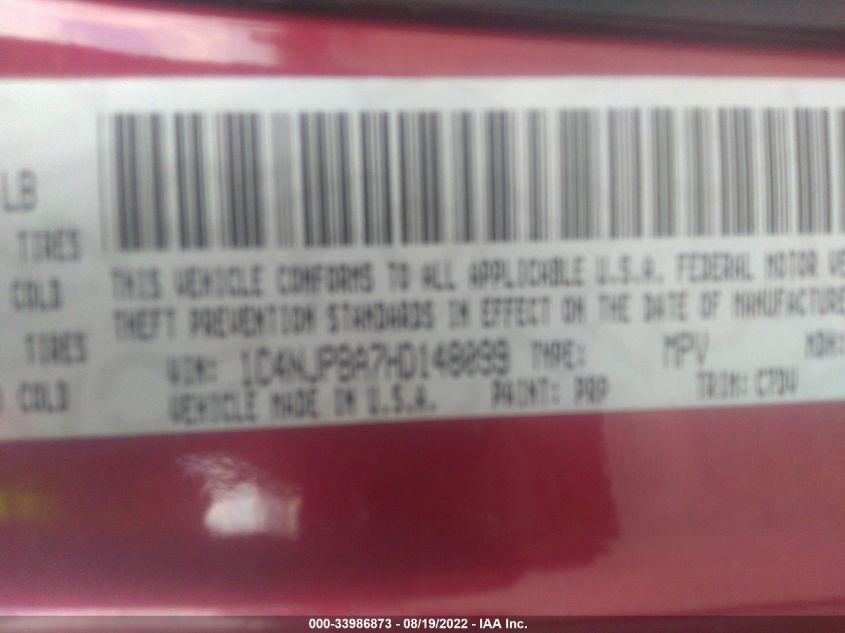 LB
TIRES
COLD
TIRES
COLD
THIS VEHICLE CONFORMS TO ALL APPLICABLE U.S.A. FEDERAL MOTOR VE
THEFT PREVENTION STANDARDS IN EFFECT ON THE DATE OF MANUFACTURE
VIN: 1C4NJPBA7HD148099 TYPE: MPV MDH:
VEHICLE MADE IN U.S.A. PAINT: PRP TRIM: C7DV
000-33986873 - 08/19/2022 - IAA Inc.